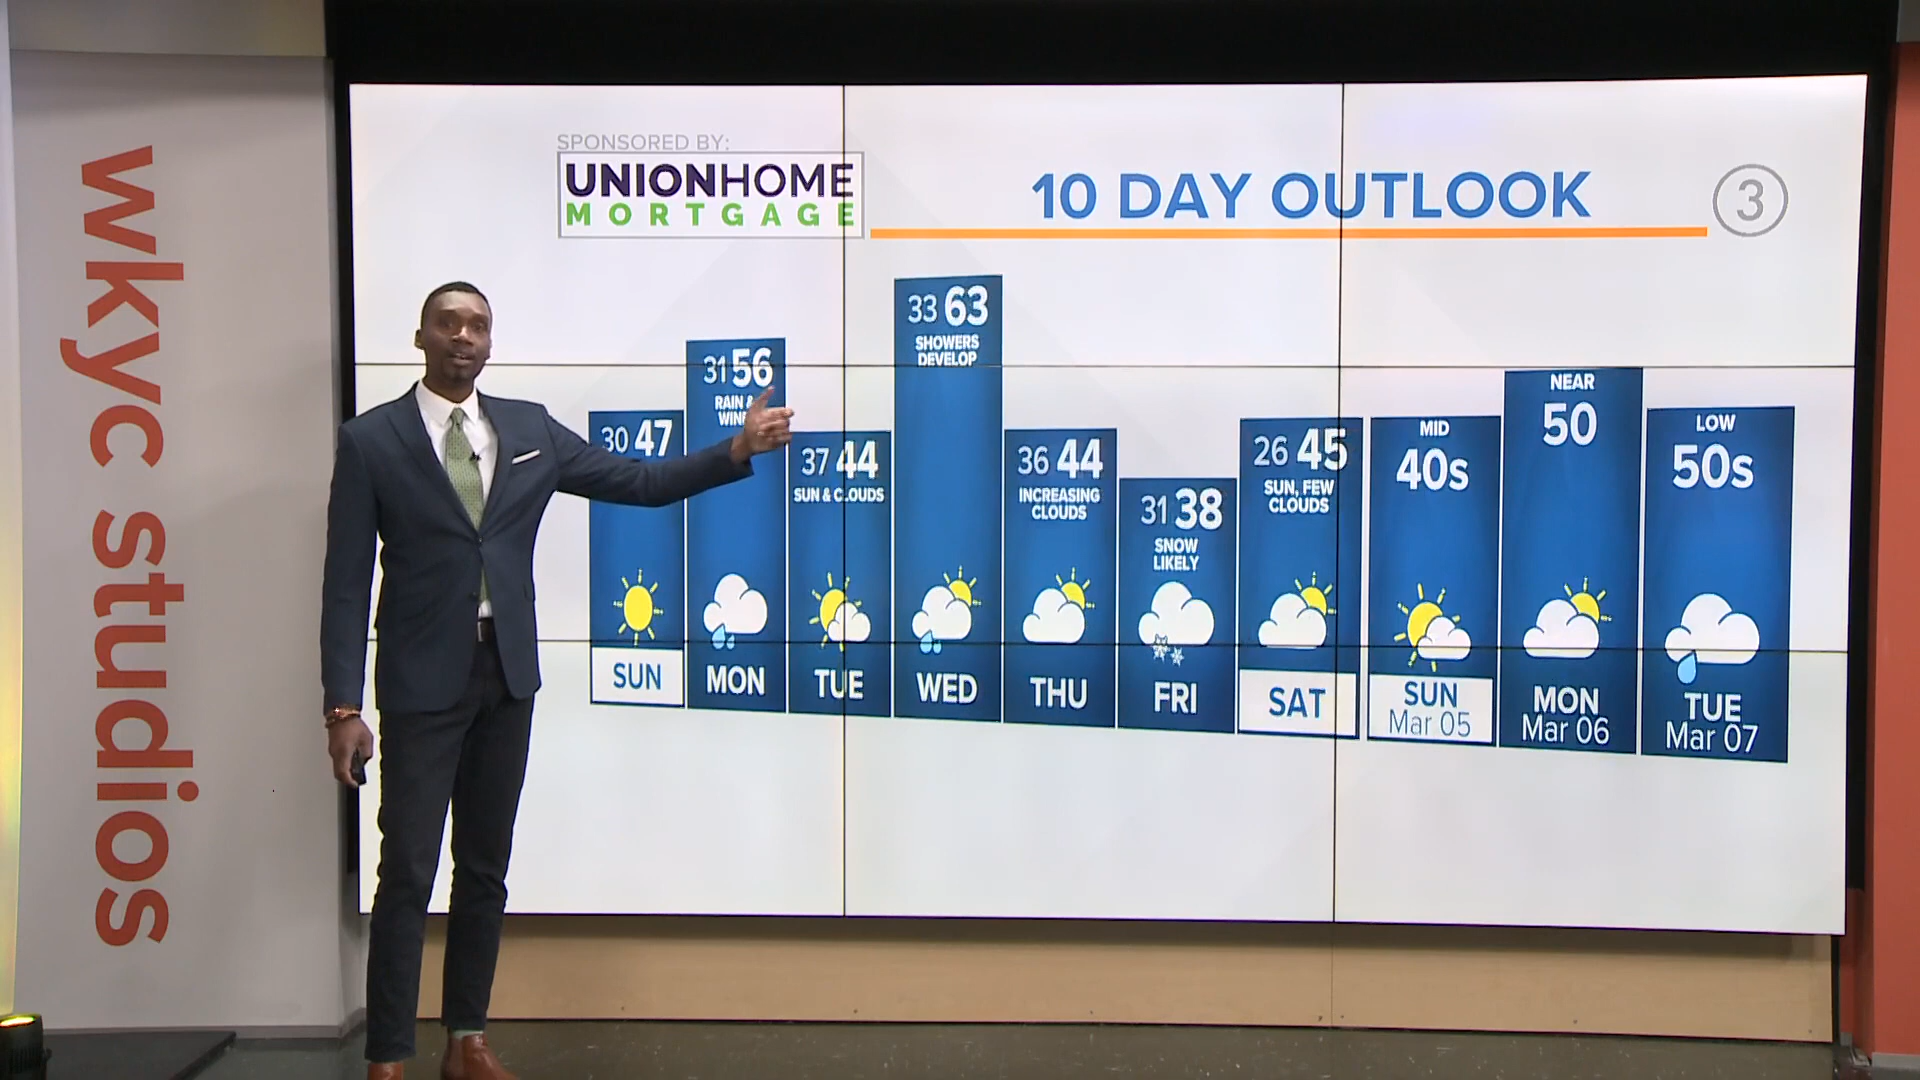 wkyc studios
SPONSORED BY:
UNIONHOME
MORTGAGE
10 DAY OUTLOOK
3
30 47
SUN
31 56
RAIN &
MON
37 44
SUN & CLOUDS
TUE
33 63
SHOWERS
DEVELOP
WED
36 44
INCREASING
CLOUDS
THU
31 38
SNOW
LIKELY
FRI
26 45
SUN, FEW
CLOUDS
SAT
MID
40s
SUN
Mar 05
NEAR
50
MON
Mar 06
LOW
50s
TUE
Mar 07